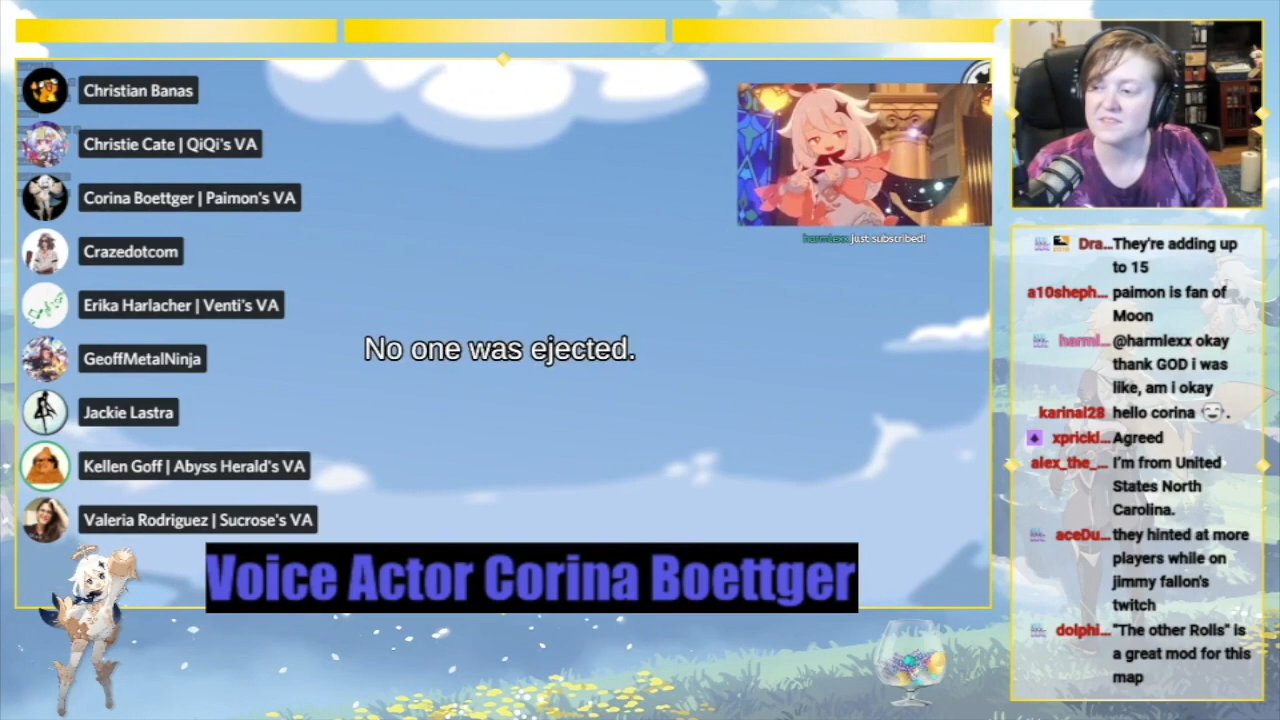 Christian Banas
Christie Cate | QiQi's VA
Corina Boettger | Paimon's VA
Crazedotcom
Erika Harlacher | Venti's VA
GeoffMetalNinja
Jackie Lastra
Kellen Goff | Abyss Herald's VA
Valeria Rodriguez | Sucrose's VA
No one was ejected.
harmlexx just subscribed!
Voice Actor Corina Boettger
Dra...They're adding up
to 15
a10sheph... paimon is fan of
Moon
harml...@harmlexx okay
thank GOD i was
like, am i okay
karinal28 hello corina .
xprickl...Agreed
alex_the_... I'm from United
States North
Carolina.
aceDu...they hinted at more
players while on
jimmy fallon's
twitch
dolphi..."The other Rolls" is
a great mod for this
map